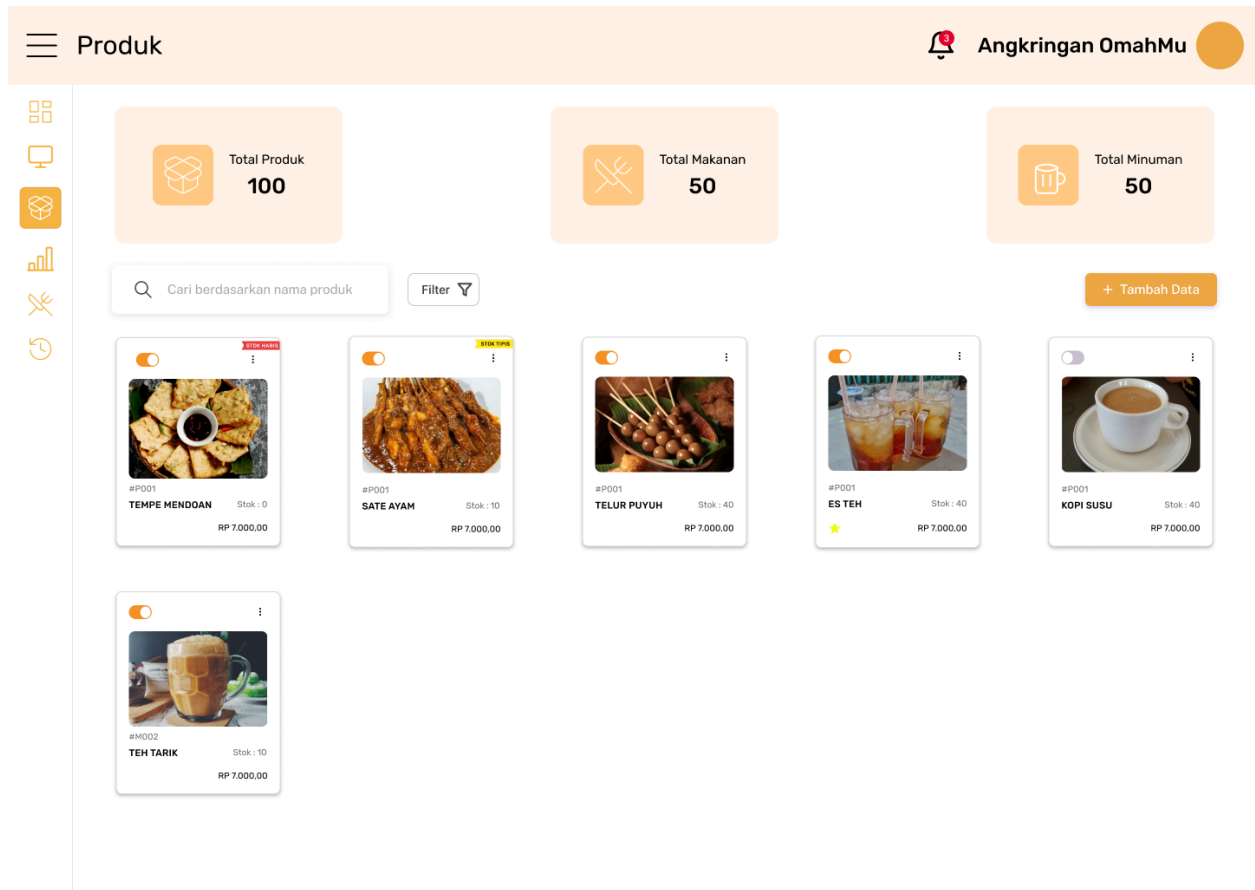 Produk
3
Angkringan OmahMu
Total Produk
100
Total Makanan
50
Total Minuman
50
Cari berdasarkan nama produk
Filter
+ Tambah Data
STOK HABIS
#P001
TEMPE MENDOAN
Stok : 0
RP 7.000,00
STOK TIPIS
#P001
SATE AYAM
Stok : 10
RP 7.000,00
#P001
TELUR PUYUH
Stok : 40
RP 7.000,00
#P001
ES TEH
Stok : 40
RP 7.000,00
#P001
KOPI SUSU
Stok : 40
RP 7.000,00
#M002
TEH TARIK
Stok : 10
RP 7.000,00